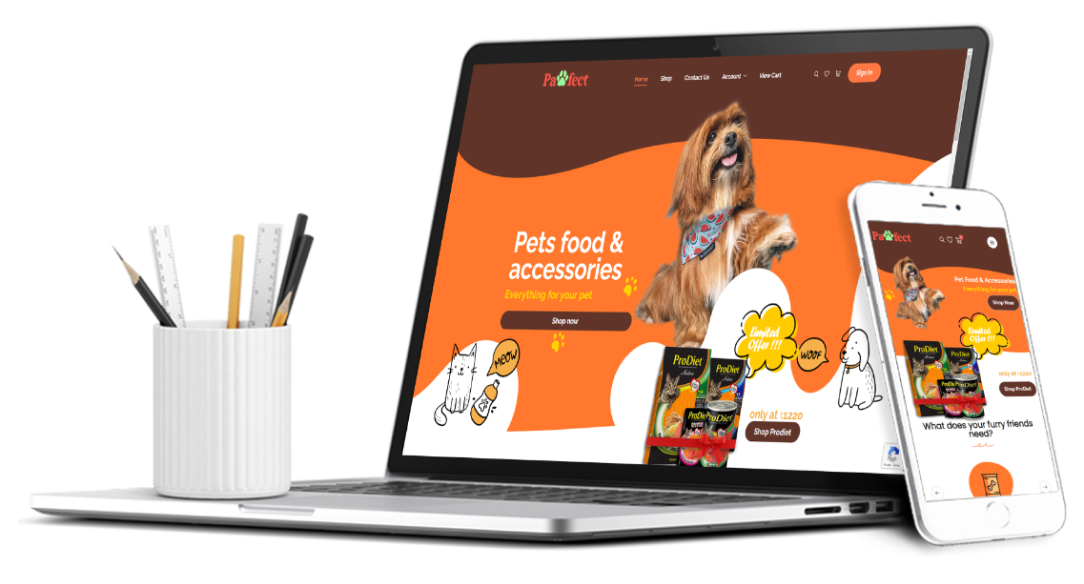 Pawfect
Home Shop Contact Us Account View Cart Sign In
Pets food &
accessories
Everything for your pet
Shop now
MEOW
Limited
Offer !!!
WOOF
ProDiet
ProDiet
ProDiet
only at
1220
Shop Prodiet
Pawfect
Pet Food & Accessories
Everything for your pet
Shop Now
Limited
Offer !!!
ProDiet
only at
1220
Shop ProDiet
What does your furry friends
need?